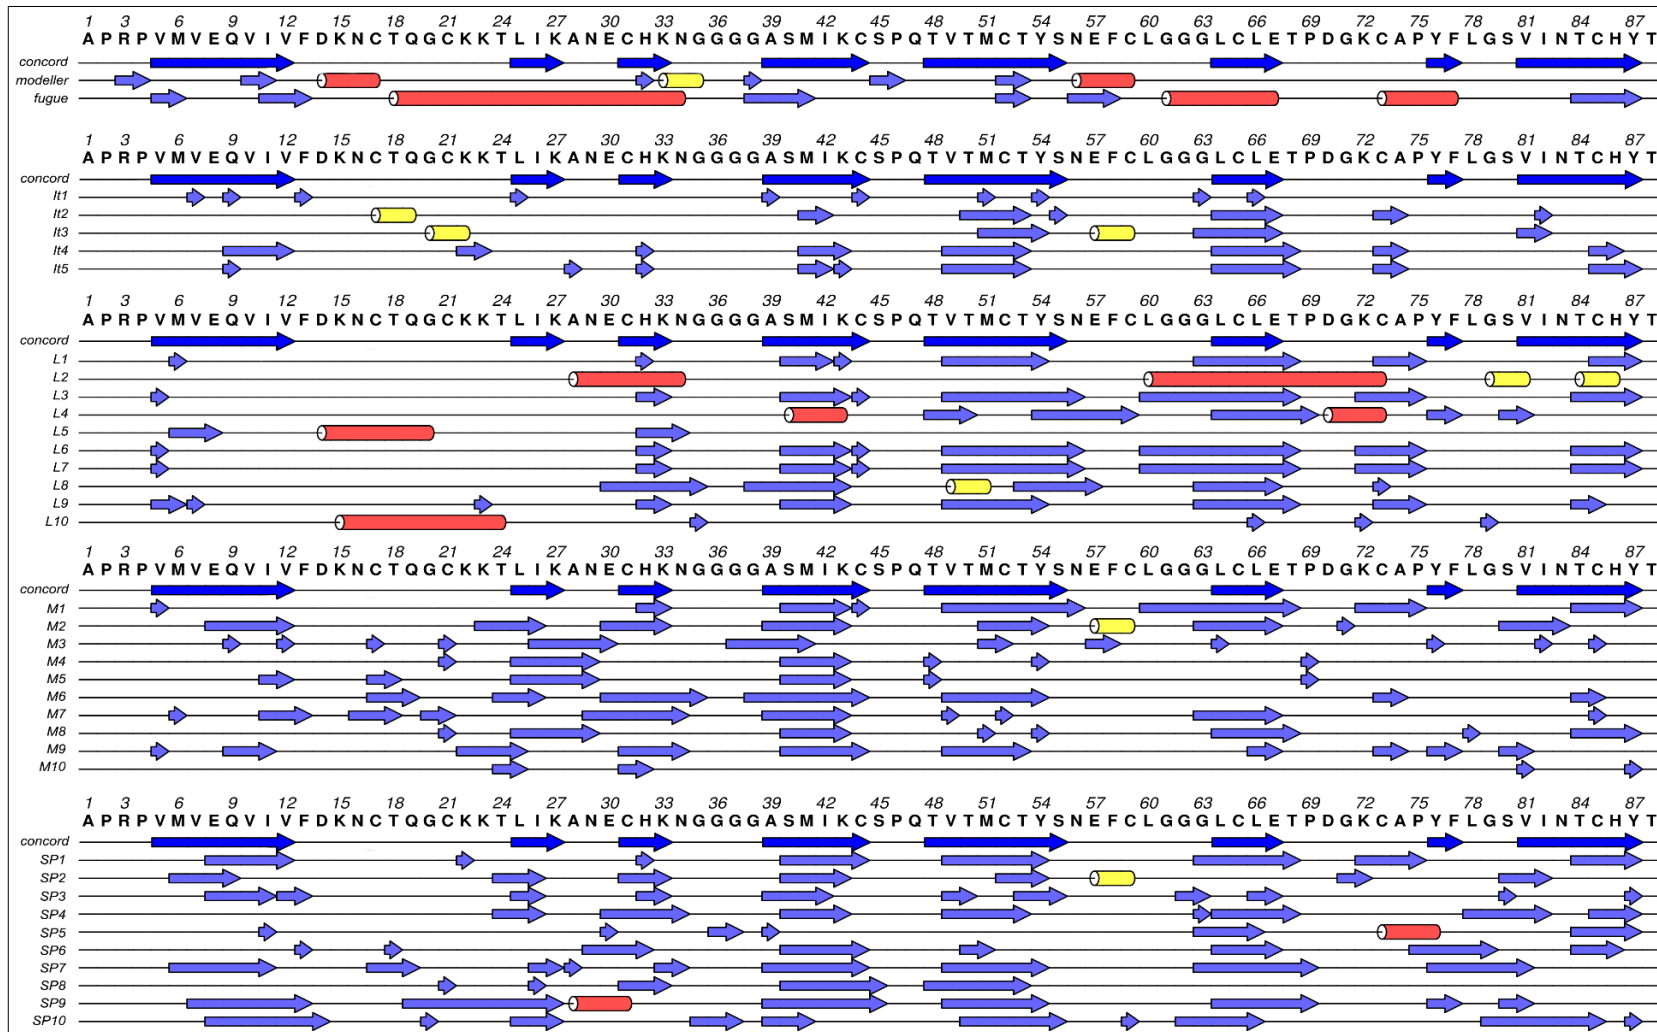 1 3 6 9 12 15 18 21 24 27 30 33 36 39 42 45 48 51 54 57 60 63 66 69 72 75 78 81 84 87
A P R P V M V E Q V I V F D K N C T Q G C K K T L I K A N E C H K N G G G G A S M I K C S P Q T V T M C T Y S N E F C L G G G L C L E T P D G K C A P Y F L G S V I N T C H Y T
concord
modeller
fugue
1 3 6 9 12 15 18 21 24 27 30 33 36 39 42 45 48 51 54 57 60 63 66 69 72 75 78 81 84 87
A P R P V M V E Q V I V F D K N C T Q G C K K T L I K A N E C H K N G G G G A S M I K C S P Q T V T M C T Y S N E F C L G G G L C L E T P D G K C A P Y F L G S V I N T C H Y T
concord
It1
It2
It3
It4
It5
1 3 6 9 12 15 18 21 24 27 30 33 36 39 42 45 48 51 54 57 60 63 66 69 72 75 78 81 84 87
A P R P V M V E Q V I V F D K N C T Q G C K K T L I K A N E C H K N G G G G A S M I K C S P Q T V T M C T Y S N E F C L G G G L C L E T P D G K C A P Y F L G S V I N T C H Y T
concord
L1
L2
L3
L4
L5
L6
L7
L8
L9
L10
1 3 6 9 12 15 18 21 24 27 30 33 36 39 42 45 48 51 54 57 60 63 66 69 72 75 78 81 84 87
A P R P V M V E Q V I V F D K N C T Q G C K K T L I K A N E C H K N G G G G A S M I K C S P Q T V T M C T Y S N E F C L G G G L C L E T P D G K C A P Y F L G S V I N T C H Y T
concord
M1
M2
M3
M4
M5
M6
M7
M8
M9
M10
1 3 6 9 12 15 18 21 24 27 30 33 36 39 42 45 48 51 54 57 60 63 66 69 72 75 78 81 84 87
A P R P V M V E Q V I V F D K N C T Q G C K K T L I K A N E C H K N G G G G A S M I K C S P Q T V T M C T Y S N E F C L G G G L C L E T P D G K C A P Y F L G S V I N T C H Y T
concord
SP1
SP2
SP3
SP4
SP5
SP6
SP7
SP8
SP9
SP10